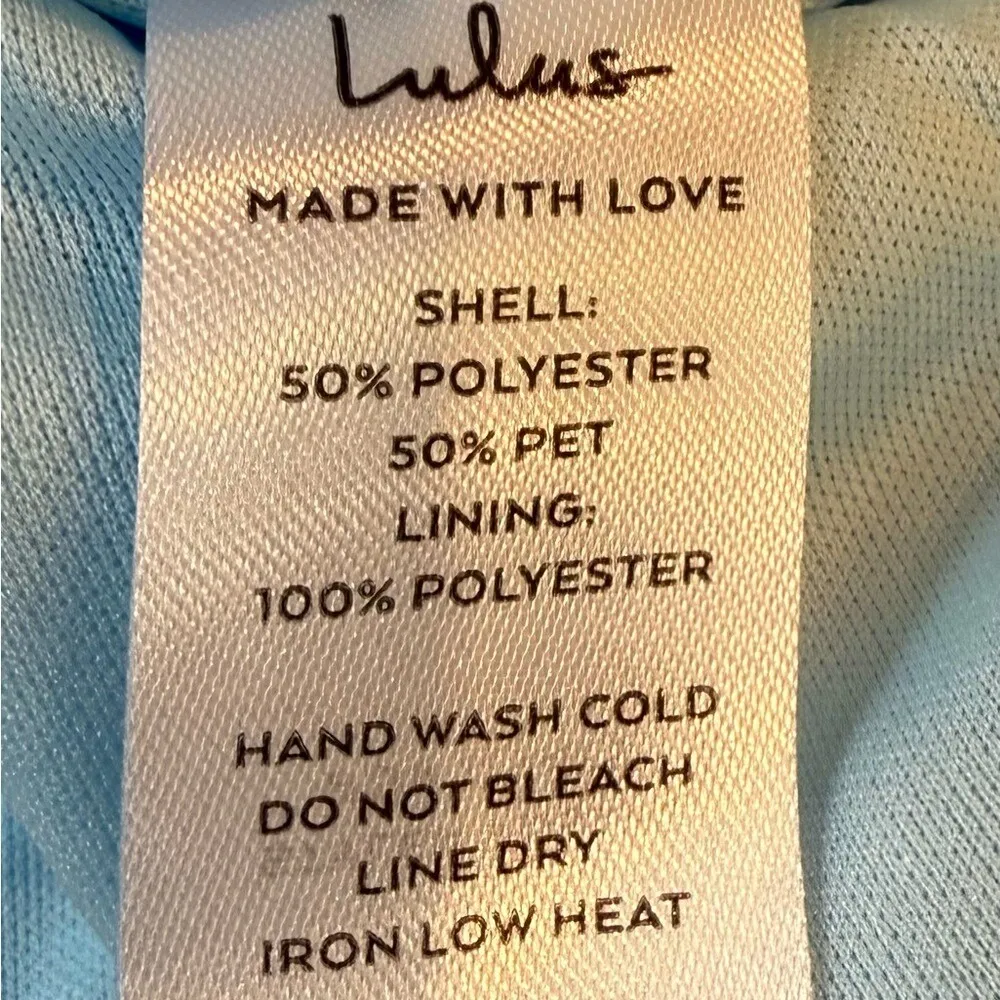 Lulus
MADE WITH LOVE
SHELL:
50% POLYESTER
50% PET
LINING:
100% POLYESTER
HAND WASH COLD
DO NOT BLEACH
LINE DRY
IRON LOW HEAT